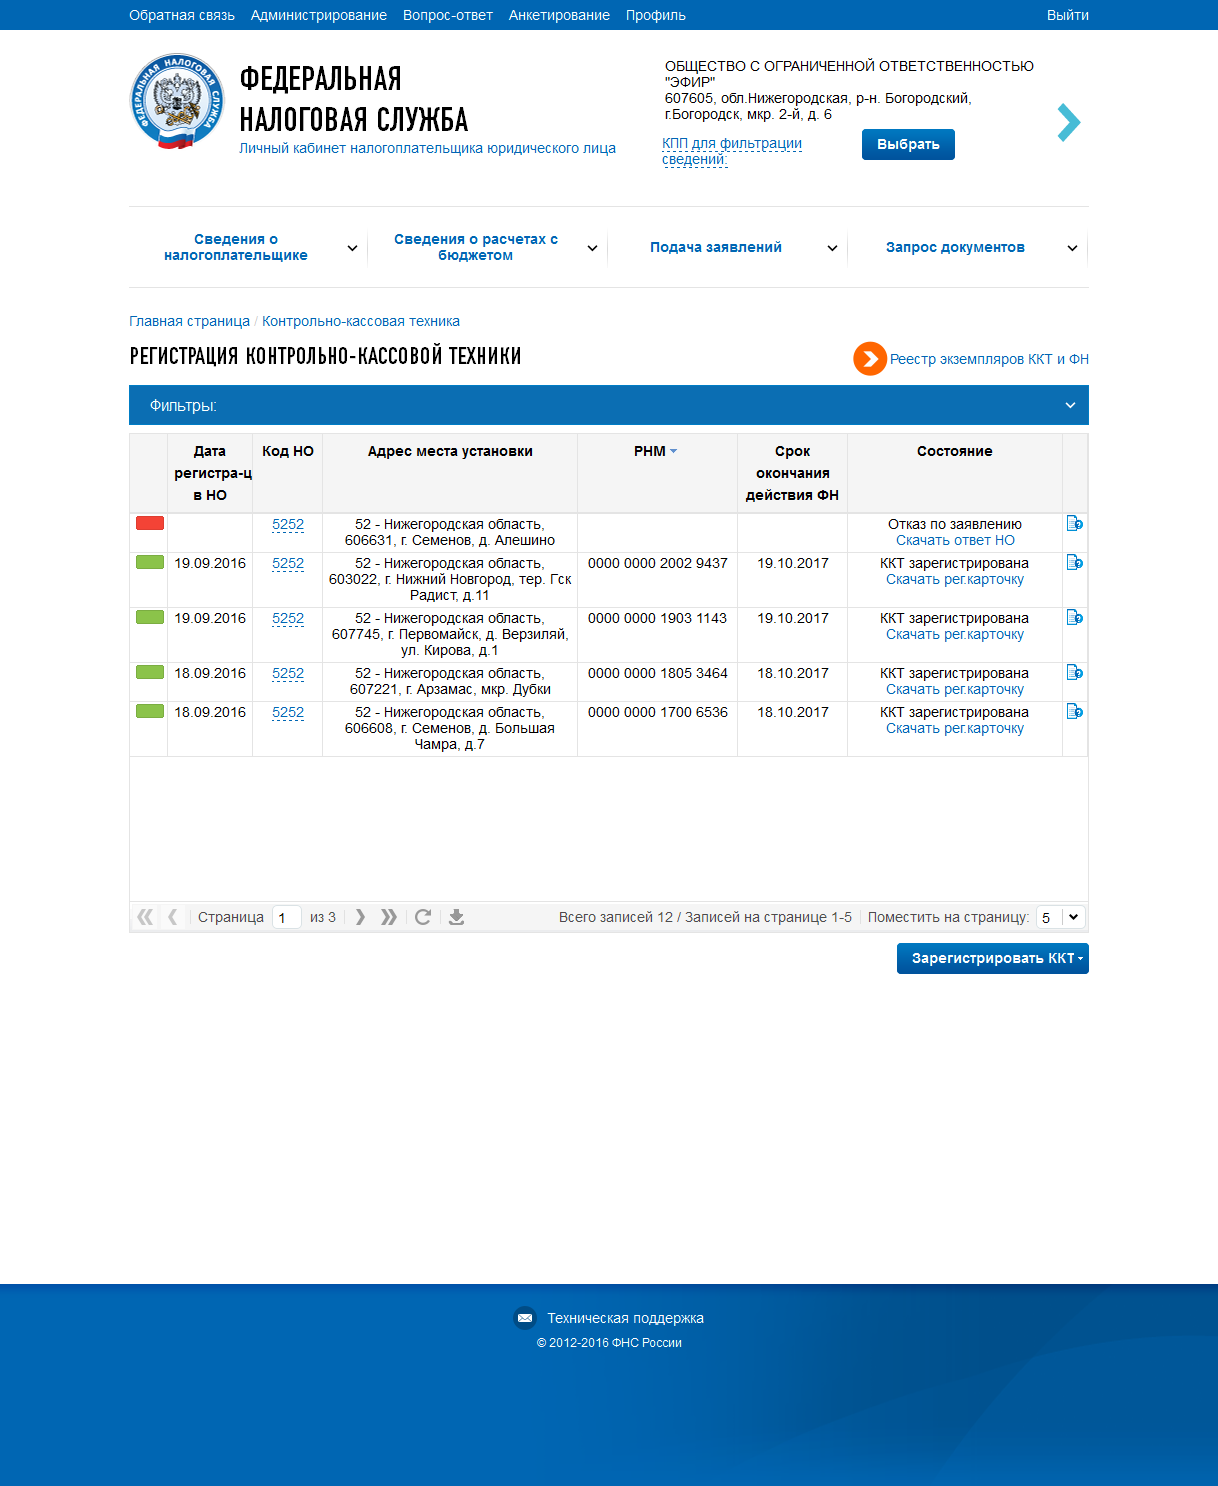 Обратная связь Администрирование Вопрос-ответ Анкетирование Профиль Выйти
ФЕДЕРАЛЬНАЯ НАЛОГОВАЯ СЛУЖБА
ФЕДЕРАЛЬНАЯ
НАЛОГОВАЯ СЛУЖБА
Личный кабинет налогоплательщика юридического лица
ОБЩЕСТВО С ОГРАНИЧЕННОЙ ОТВЕТСТВЕННОСТЬЮ
"ЭФИР"
607605, обл.Нижегородская, р-н. Богородский,
г.Богородск, мкр. 2-й, д. 6
КПП для фильтрации
сведений:
Выбрать
Сведения о
налогоплательщике
Сведения о расчетах с
бюджетом
Подача заявлений
Запрос документов
Главная страница / Контрольно-кассовая техника
РЕГИСТРАЦИЯ КОНТРОЛЬНО-КАССОВОЙ ТЕХНИКИ
Реестр экземпляров ККТ и ФН
Фильтры:
Дата
регистра-ц
в НО
Код НО
Адрес места установки
РНМ
Срок
окончания
действия ФН
Состояние
5252
52 - Нижегородская область,
606631, г. Семенов, д. Алешино
Отказ по заявлению
Скачать ответ НО
19.09.2016
5252
52 - Нижегородская область,
603022, г. Нижний Новгород, тер. Гск
Радист, д.11
0000 0000 2002 9437
19.10.2017
ККТ зарегистрирована
Скачать рег.карточку
19.09.2016
5252
52 - Нижегородская область,
607745, г. Первомайск, д. Верзиляй,
ул. Кирова, д.1
0000 0000 1903 1143
19.10.2017
ККТ зарегистрирована
Скачать рег.карточку
18.09.2016
5252
52 - Нижегородская область,
607221, г. Арзамас, мкр. Дубки
0000 0000 1805 3464
18.10.2017
ККТ зарегистрирована
Скачать рег.карточку
18.09.2016
5252
52 - Нижегородская область,
606608, г. Семенов, д. Большая
Чамра, д.7
0000 0000 1700 6536
18.10.2017
ККТ зарегистрирована
Скачать рег.карточку
Страница 1 из 3 Всего записей 12 / Записей на странице 1-5 Поместить на страницу: 5
Зарегистрировать ККТ
Техническая поддержка
© 2012-2016 ФНС России